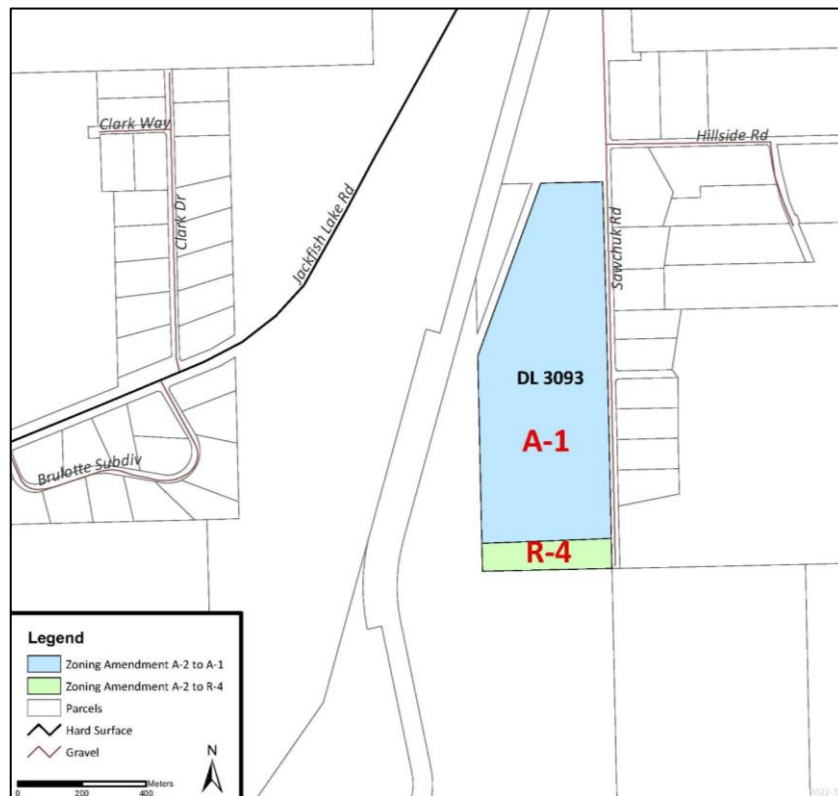 Clark Way
Clark Dr
Jackfish Lake Rd
Hillside Rd
Sawchuk Rd
DL 3093
A-1
Brulotte Subdiv
R-4
Legend
Zoning Amendment A-2 to A-1
Zoning Amendment A-2 to R-4
Parcels
Hard Surface
Gravel
N
Meters
0 200 400